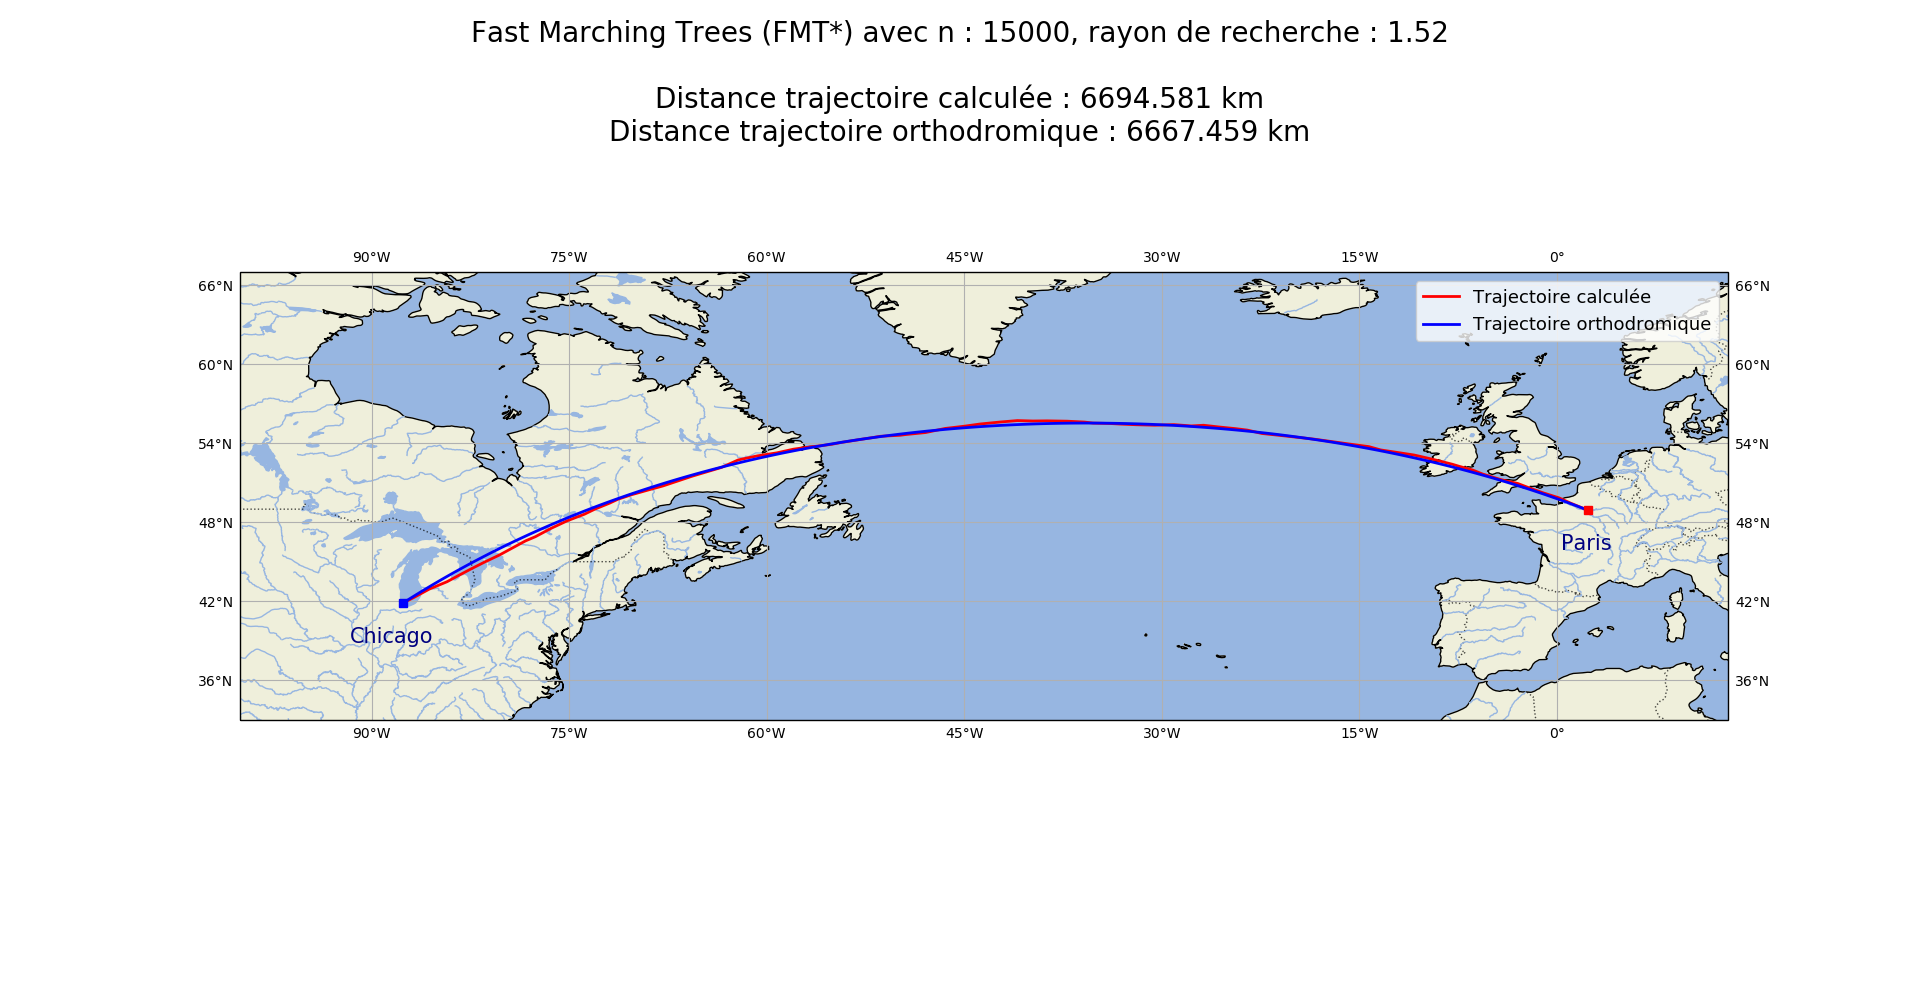 Fast Marching Trees (FMT*) avec n : 15000, rayon de recherche : 1.52
Distance trajectoire calculée : 6694.581 km
Distance trajectoire orthodromique : 6667.459 km
90°W 75°W 60°W 45°W 30°W 15°W 0°
66°N 66°N
Trajectoire calculée
Trajectoire orthodromique
60°N 60°N
54°N 54°N
48°N 48°N
Paris
42°N 42°N
Chicago
36°N 36°N
90°W 75°W 60°W 45°W 30°W 15°W 0°